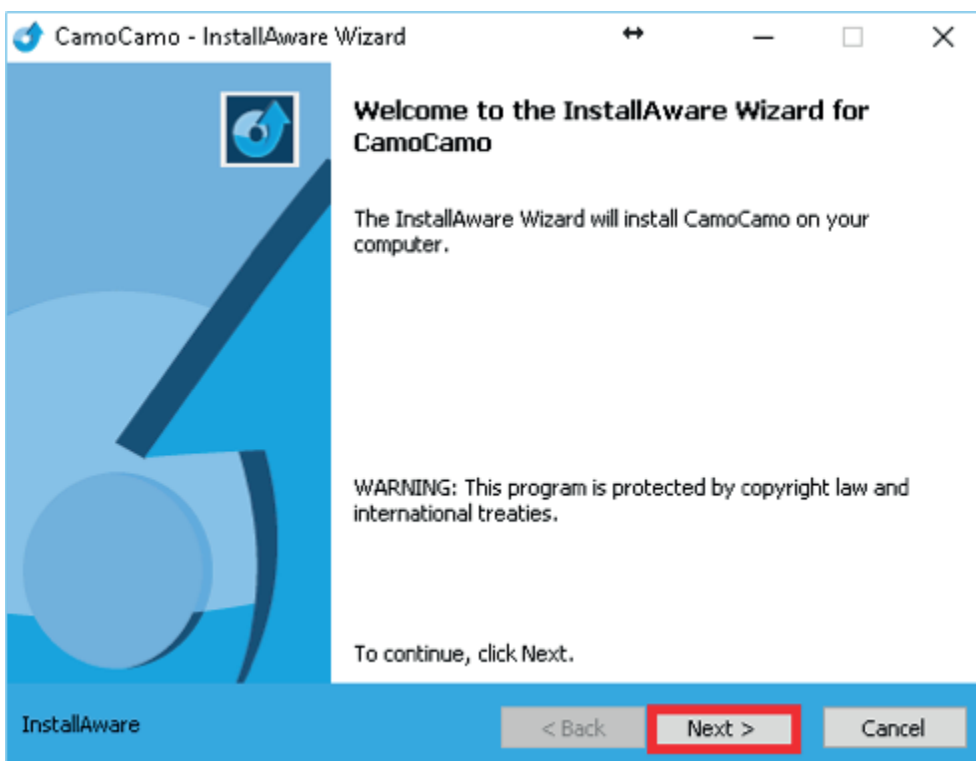 CamoCamo - InstallAware Wizard
Welcome to the InstallAware Wizard for
CamoCamo
The InstallAware Wizard will install CamoCamo on your
computer.
WARNING: This program is protected by copyright law and
international treaties.
To continue, click Next.
InstallAware
< Back
Next >
Cancel